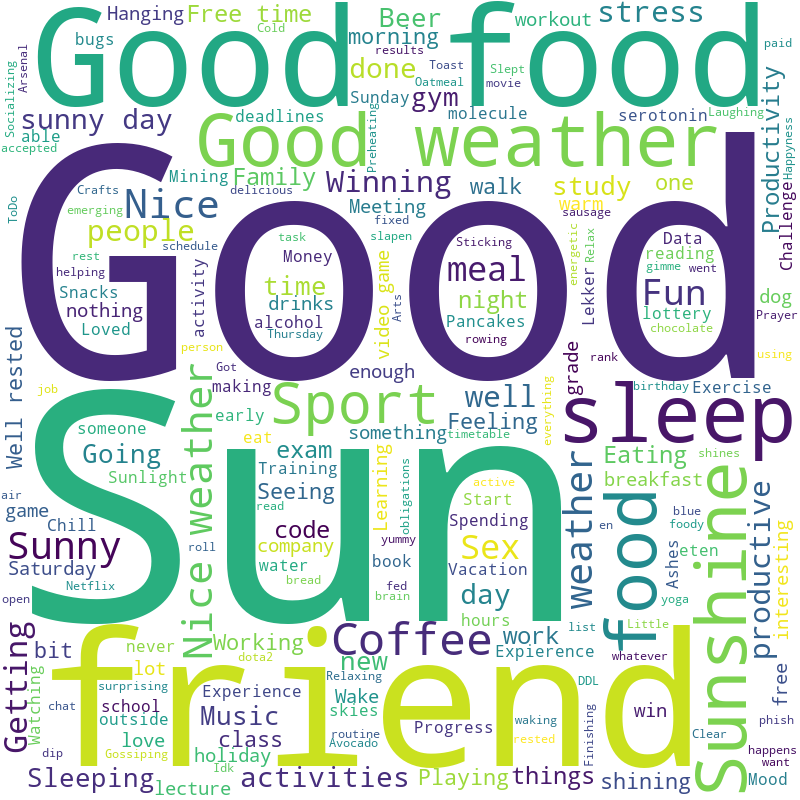 Good food
Hanging
Free time
Beer
workout
stress
bugs
morning
Cold
results
done
Toast
Slept
paid
Oatmeal
movie
Arsenal
Socializing
Sunday
gym
molecule
sunny day
deadlines
serotonin
Laughing
able
accepted
Good weather
Preheating
Productivity
Happyness
Crafts
Mining
Family
Winning
walk
study
one
Challenge
delicious
Nice
Meeting
warm
sausage
ToDo
emerging
people
fixed
slapen
Good
schedule
task
Sticking
energetic
Relax
Data
reading
dog
rest
helping
Money
meal
gimme
went
Snacks
time
night
Fun
nothing
drinks
lottery
Prayer
Loved
activity
alcohol
Pancakes
Lekker
chocolate
Thursday
Arts
video game
rowing
person
Got
enough
grade
rank
using
job
making
birthday
Exercise
Well rested
Nice weather
Sport
well
sleep
everything
early
Feeling
someone
something
timetable
eat
exam
Going
Sunlight
Training
Learning
Eating
shines
Seeing
active
Start
breakfast
air
game
read
obligations
weather
food
Sunshine
productive
blue
Chill
code
Spending
en
foody
Sunny
Sun
company
yummy
Sex
Ashes
eten
roll
water
book
Vacation
interesting
Saturday
bread
fed
brain
day
yoga
Netflix
hours
open
list
Little
friend
Getting
bit
never
Working
Coffee
work
whatever
lot
dota2
new
Expierence
Watching
surprising
Relaxing
Wake
DDL
free
chat
school
Experience
skies
win
phish
outside
Music
waking
routine
Progress
Finishing
Clear
love
class
Avocado
rested
dip
Gossiping
holiday
Idk
happens
want
Sleeping
lecture
activities
Playing
things
shining
Mood